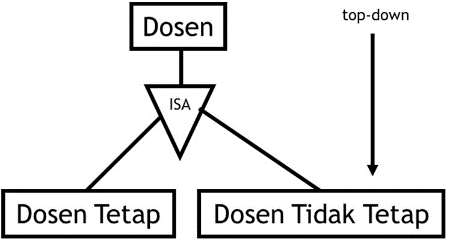 Dosen
top-down
ISA
Dosen Tetap
Dosen Tidak Tetap